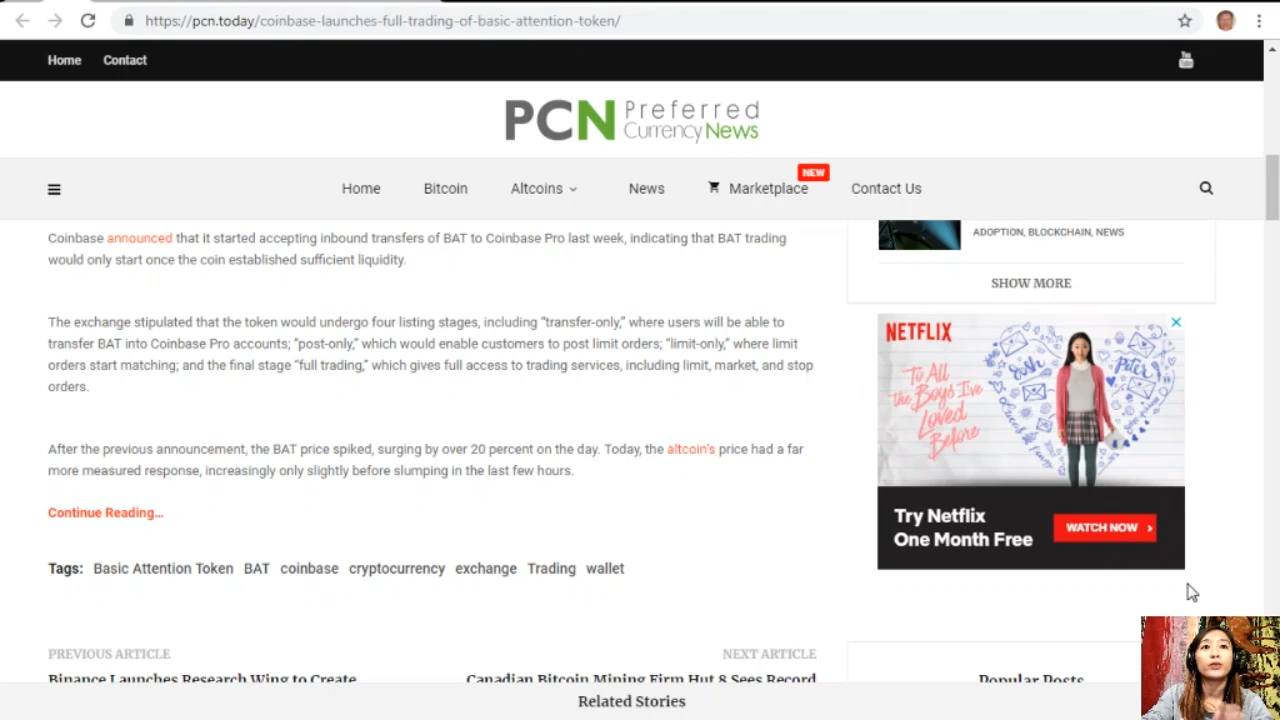 https://pcn.today/coinbase-launches-full-trading-of-basic-attention-token/
Home Contact
You Tube
PCN Preferred Currency News
Home Bitcoin Altcoins News Marketplace NEW Contact Us
Coinbase announced that it started accepting inbound transfers of BAT to Coinbase Pro last week, indicating that BAT trading
would only start once the coin established sufficient liquidity.
The exchange stipulated that the token would undergo four listing stages, including “transfer-only,” where users will be able to
transfer BAT into Coinbase Pro accounts; “post-only,” which would enable customers to post limit orders; “limit-only,” where limit
orders start matching; and the final stage “full trading,” which gives full access to trading services, including limit, market, and stop
orders.
After the previous announcement, the BAT price spiked, surging by over 20 percent on the day. Today, the altcoin’s price had a far
more measured response, increasingly only slightly before slumping in the last few hours.
Continue Reading...
Tags: Basic Attention Token BAT coinbase cryptocurrency exchange Trading wallet
PREVIOUS ARTICLE
Binance Launches Research Wing to Create
NEXT ARTICLE
Canadian Bitcoin Mining Firm Hut 8 Sees Record
ADOPTION, BLOCKCHAIN, NEWS
SHOW MORE
NETFLIX
To All
the Boys I've
Loved
Before
Josh
Peter
Try Netflix
One Month Free
WATCH NOW
Popular Posts
Related Stories